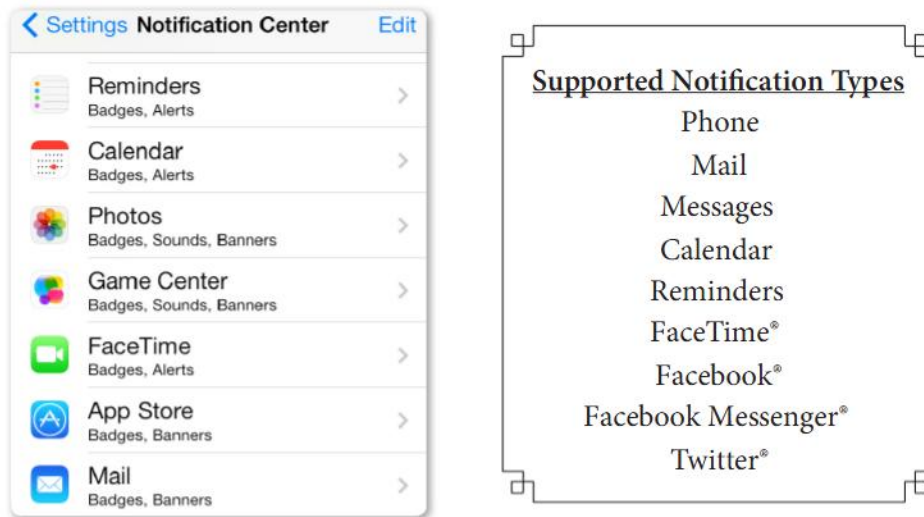 Settings Notification Center Edit
Reminders
Badges, Alerts
Calendar
Badges, Alerts
Photos
Badges, Sounds, Banners
Game Center
Badges, Sounds, Banners
FaceTime
Badges, Alerts
App Store
Badges, Banners
Mail
Badges, Banners
Supported Notification Types
Phone
Mail
Messages
Calendar
Reminders
FaceTime®
Facebook®
Facebook Messenger®
Twitter®